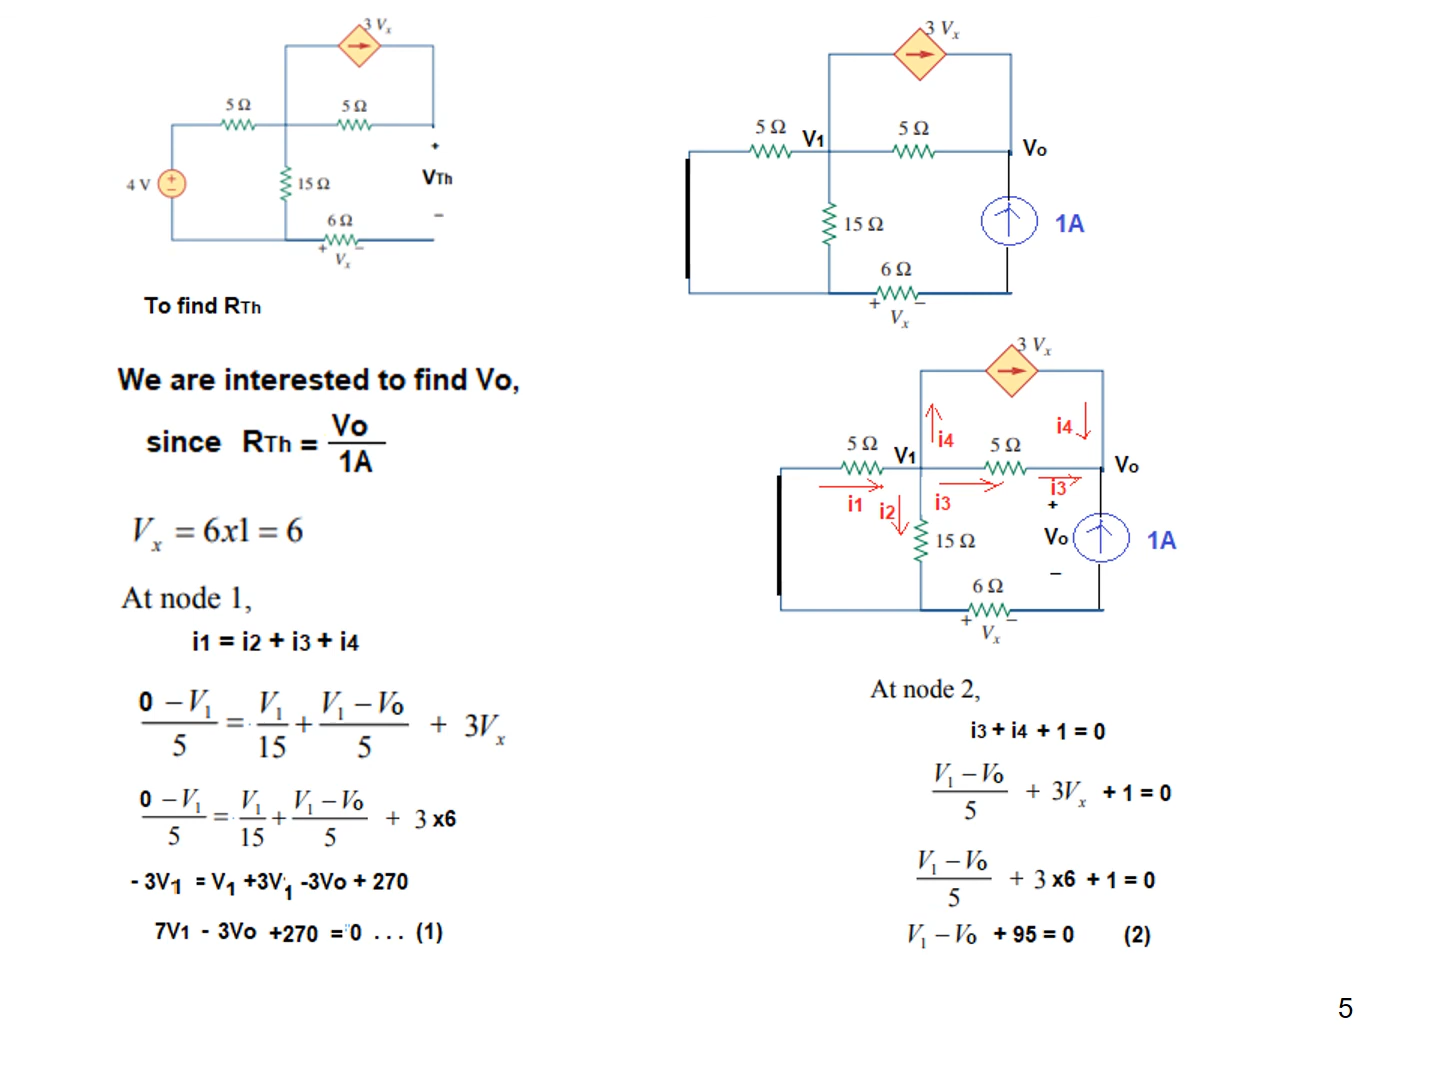 3 Vx
5 Ω
5 Ω
+
4 V
+
−
15 Ω
VTh
6 Ω
−
+ −
Vx
To find RTh
We are interested to find Vo,
since RTh = Vo / 1A
Vx = 6x1 = 6
At node 1,
i1 = i2 + i3 + i4
0 − V1 / 5 = V1 / 15 + V1 − Vo / 5 + 3Vx
0 − V1 / 5 = V1 / 15 + V1 − Vo / 5 + 3 x6
- 3V1 = V1 +3V1 -3Vo + 270
7V1 - 3Vo +270 = 0 ... (1)
3 Vx
5 Ω
V1
5 Ω
Vo
15 Ω
1A
6 Ω
+ −
Vx
3 Vx
i4
i4
5 Ω
V1
5 Ω
Vo
i1
i2
i3
i3
+
15 Ω
Vo
1A
−
6 Ω
+ −
Vx
At node 2,
i3 + i4 + 1 = 0
V1 − Vo / 5 + 3Vx + 1 = 0
V1 − Vo / 5 + 3 x6 + 1 = 0
V1 − Vo + 95 = 0 (2)
5